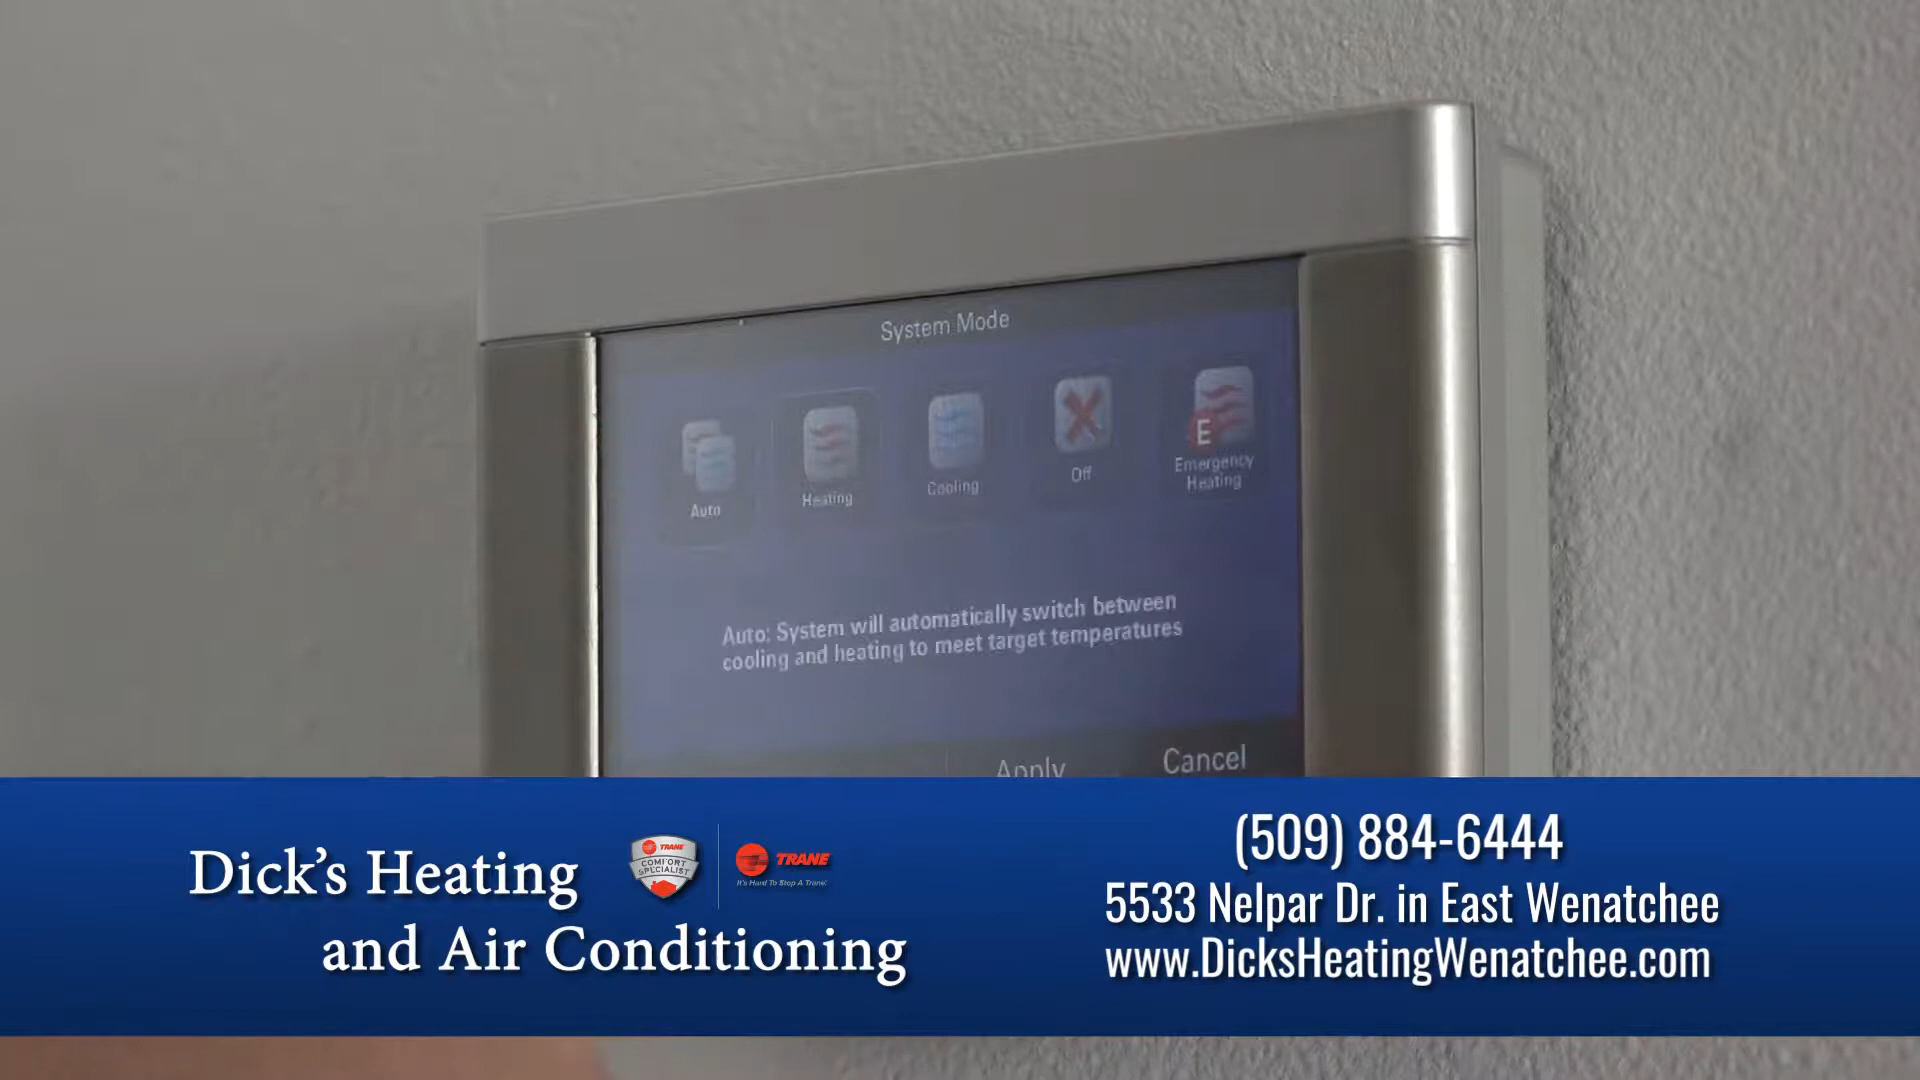 System Mode
Auto
Heating
Cooling
Off
E
Emergency
Heating
Auto: System will automatically switch between
cooling and heating to meet target temperatures
Apply
Cancel
Dick's Heating
and Air Conditioning
TRANE
COMFORT
SPECIALIST
TRANE
It's Hard To Stop A Trane.
(509) 884-6444
5533 Nelpar Dr. in East Wenatchee
www.DicksHeatingWenatchee.com